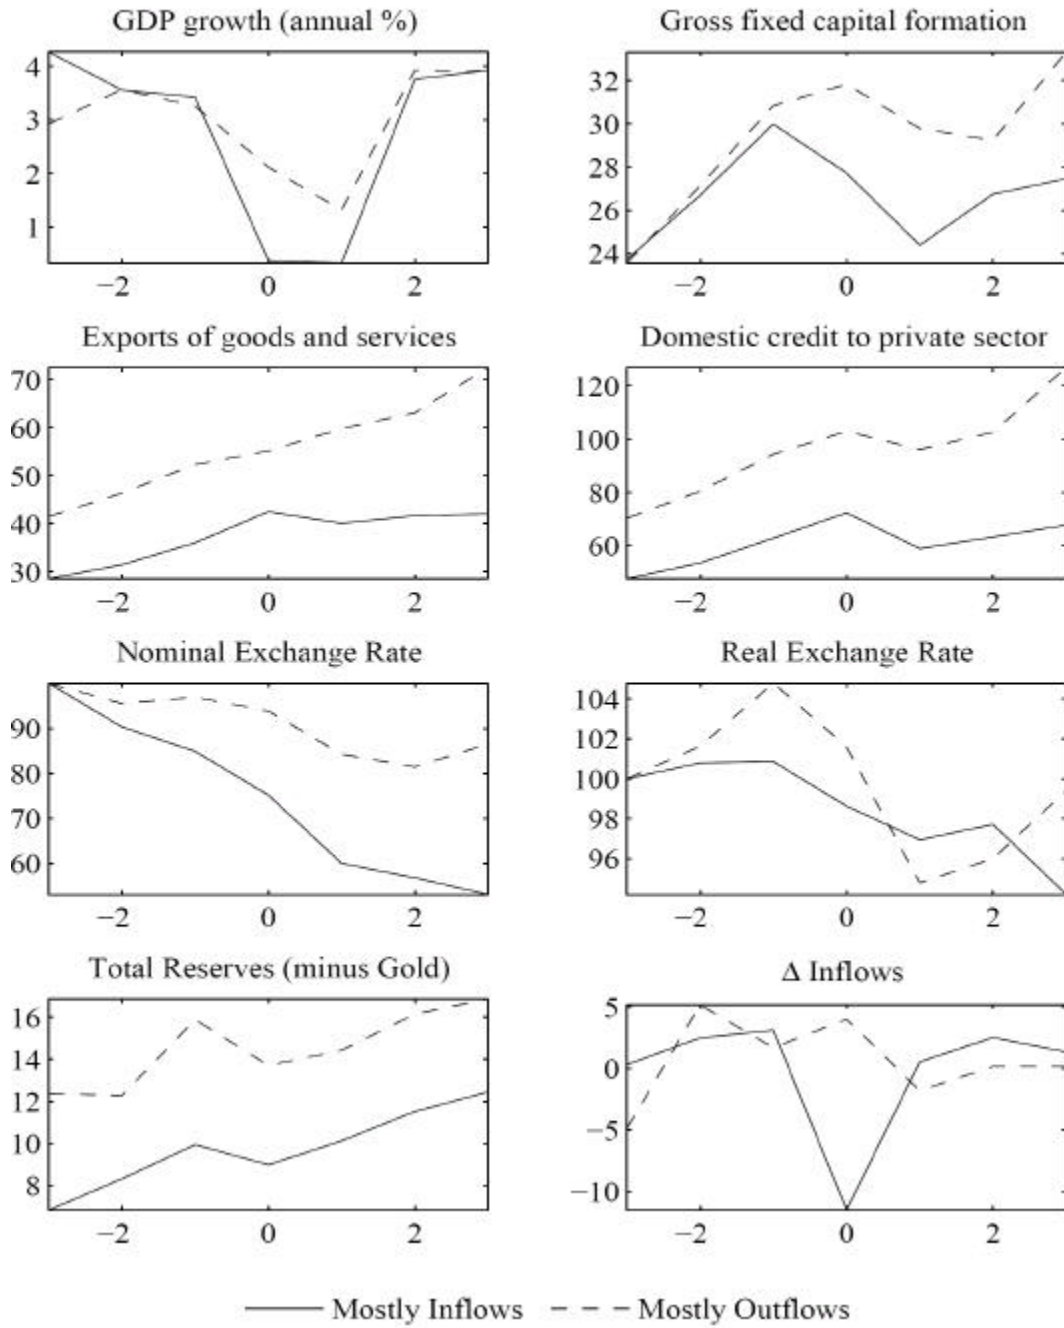 GDP growth (annual %)
4
3
2
1
−2 0 2
Gross fixed capital formation
32
30
28
26
24
−2 0 2
Exports of goods and services
70
60
50
40
30
−2 0 2
Domestic credit to private sector
120
100
80
60
−2 0 2
Nominal Exchange Rate
90
80
70
60
−2 0 2
Real Exchange Rate
104
102
100
98
96
−2 0 2
Total Reserves (minus Gold)
16
14
12
10
8
−2 0 2
Δ Inflows
5
0
−5
−10
−2 0 2
Mostly Inflows Mostly Outflows